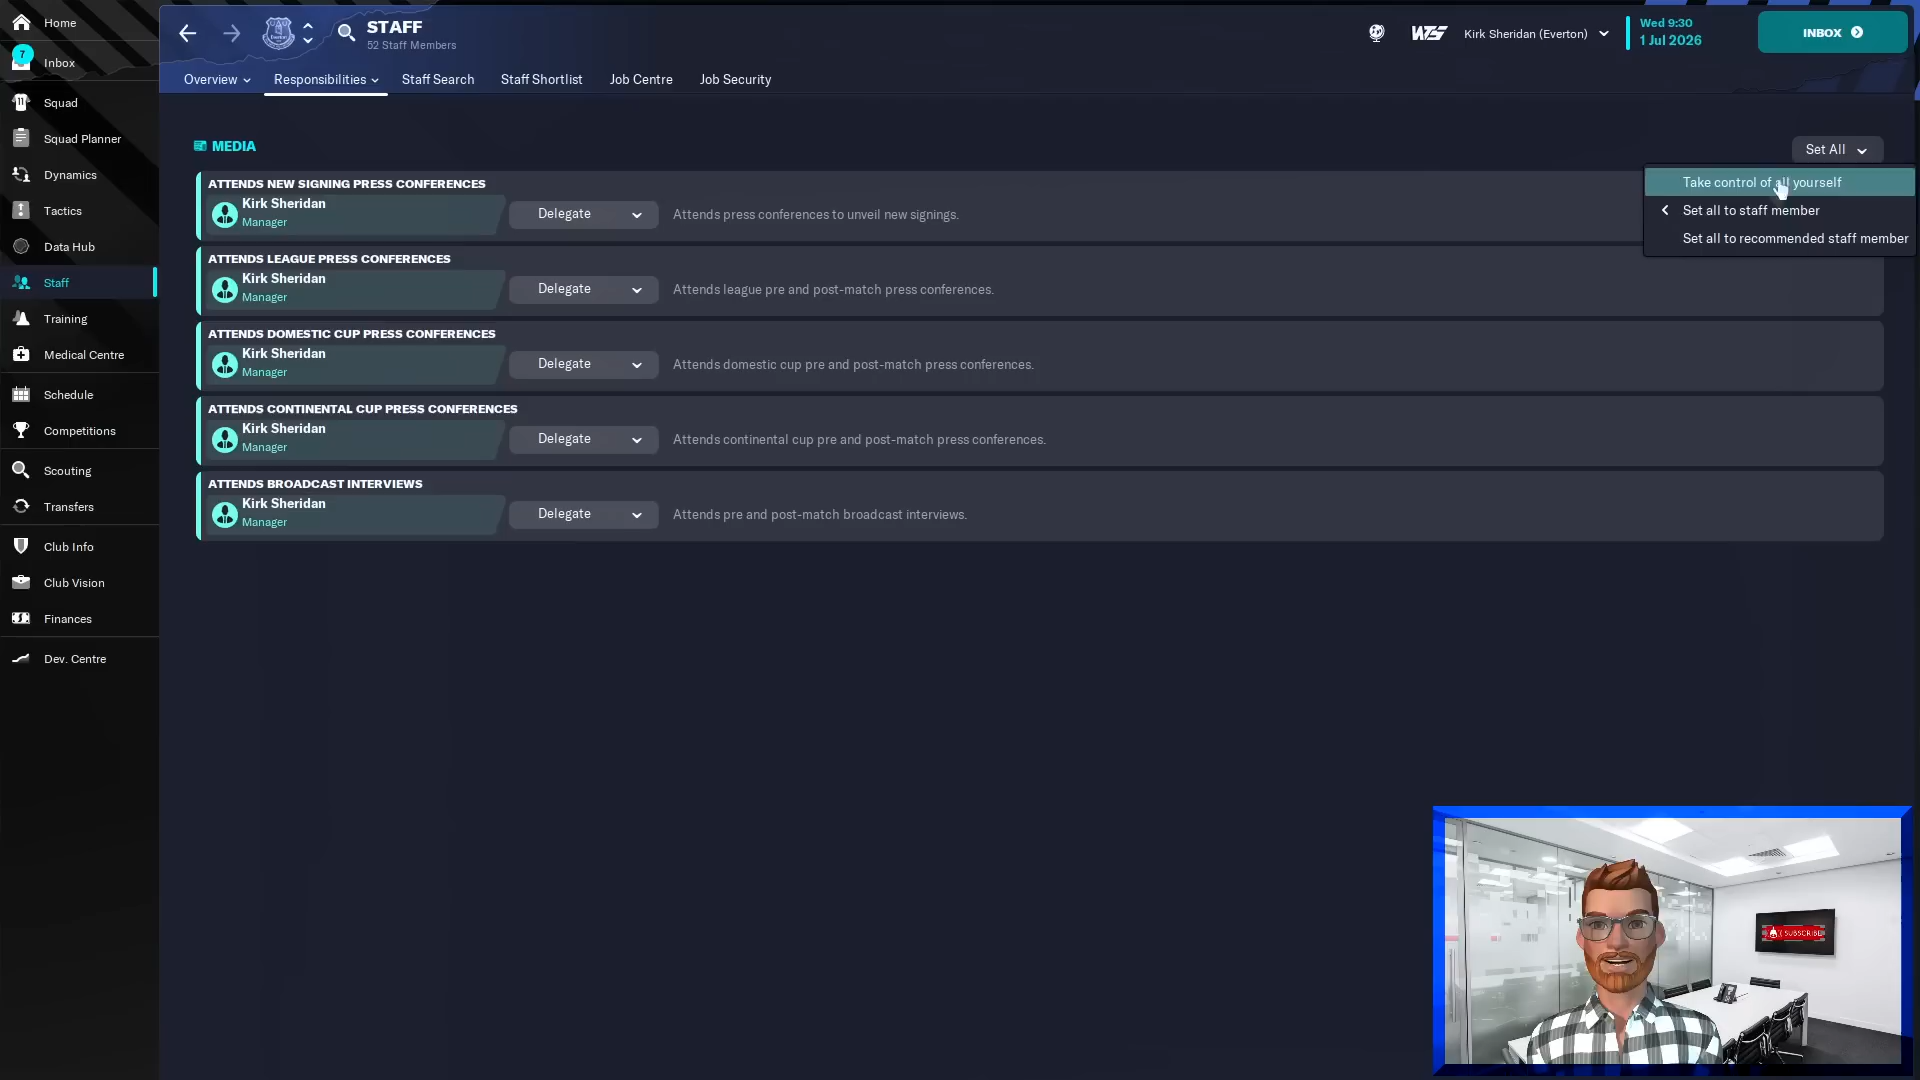 Home
7
Inbox
11
Squad
Squad Planner
Dynamics
Tactics
Data Hub
Staff
Training
Medical Centre
Schedule
Competitions
Scouting
Transfers
Club Info
Club Vision
Finances
Dev. Centre
STAFF
52 Staff Members
Kirk Sheridan (Everton)
Wed 9:30
1 Jul 2026
INBOX
Overview
Responsibilities
Staff Search
Staff Shortlist
Job Centre
Job Security
MEDIA
Set All
Take control of all yourself
Set all to staff member
Set all to recommended staff member
ATTENDS NEW SIGNING PRESS CONFERENCES
Kirk Sheridan
Manager
Delegate
Attends press conferences to unveil new signings.
ATTENDS LEAGUE PRESS CONFERENCES
Kirk Sheridan
Manager
Delegate
Attends league pre and post-match press conferences.
ATTENDS DOMESTIC CUP PRESS CONFERENCES
Kirk Sheridan
Manager
Delegate
Attends domestic cup pre and post-match press conferences.
ATTENDS CONTINENTAL CUP PRESS CONFERENCES
Kirk Sheridan
Manager
Delegate
Attends continental cup pre and post-match press conferences.
ATTENDS BROADCAST INTERVIEWS
Kirk Sheridan
Manager
Delegate
Attends pre and post-match broadcast interviews.
SUBSCRIBE